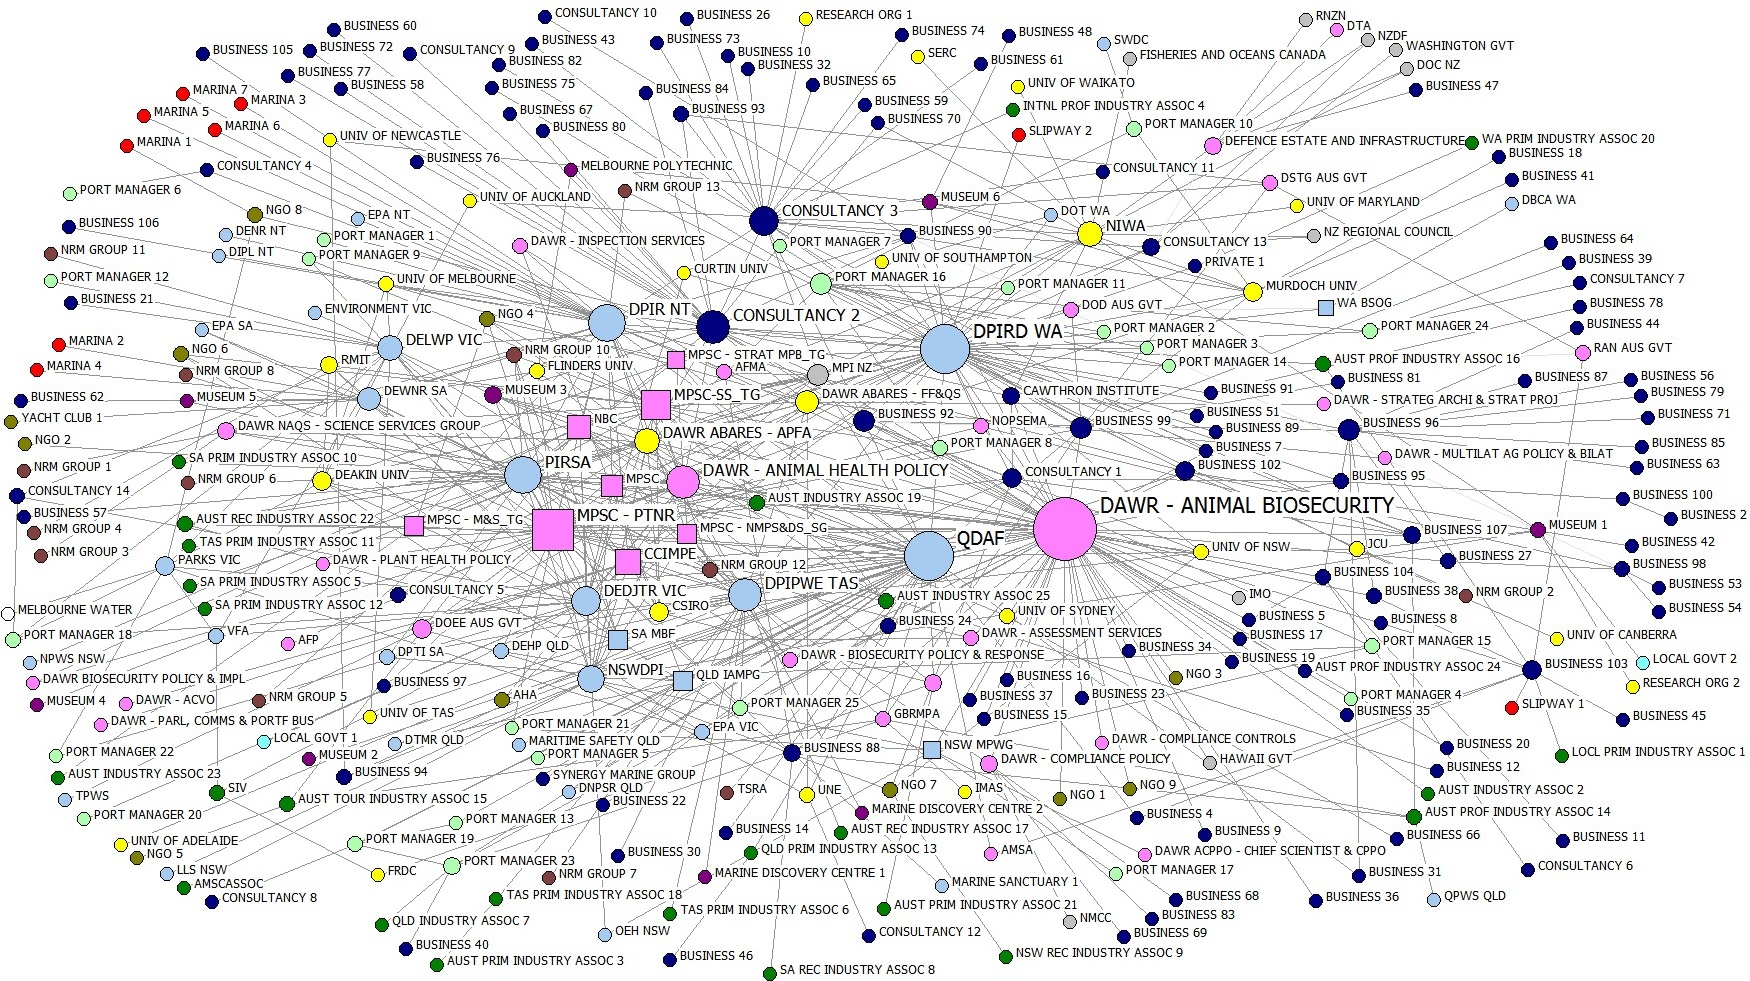 CONSULTANCY 10
BUSINESS 26
RESEARCH ORG 1
RNZN
DTA
BUSINESS 60
BUSINESS 74
BUSINESS 48
SWDC
NZDF
BUSINESS 105
BUSINESS 72
CONSULTANCY 9
BUSINESS 43
BUSINESS 73
BUSINESS 10
SERC
FISHERIES AND OCEANS CANADA
WASHINGTON GVT
BUSINESS 77
BUSINESS 58
BUSINESS 82
BUSINESS 32
BUSINESS 61
DOC NZ
MARINA 7
MARINA 3
BUSINESS 75
BUSINESS 84
BUSINESS 65
UNIV OF WAIKATO
BUSINESS 47
MARINA 5
BUSINESS 67
BUSINESS 93
BUSINESS 59
INTNL PROF INDUSTRY ASSOC 4
MARINA 6
BUSINESS 80
BUSINESS 70
SLIPWAY 2
PORT MANAGER 10
MARINA 1
UNIV OF NEWCASTLE
DEFENCE ESTATE AND INFRASTRUCTURE
WA PRIM INDUSTRY ASSOC 20
CONSULTANCY 4
BUSINESS 76
MELBOURNE POLYTECHNIC
CONSULTANCY 11
BUSINESS 18
PORT MANAGER 6
NRM GROUP 13
DSTG AUS GVT
BUSINESS 41
NGO 8
EPA NT
UNIV OF AUCKLAND
CONSULTANCY 3
MUSEUM 6
DOT WA
UNIV OF MARYLAND
DBCA WA
BUSINESS 106
DENR NT
PORT MANAGER 1
DAWR - INSPECTION SERVICES
PORT MANAGER 7
BUSINESS 90
NIWA
CONSULTANCY 13
NZ REGIONAL COUNCIL
BUSINESS 64
NRM GROUP 11
DIPL NT
PORT MANAGER 9
CURTIN UNIV
UNIV OF SOUTHAMPTON
PRIVATE 1
BUSINESS 39
PORT MANAGER 12
UNIV OF MELBOURNE
PORT MANAGER 16
PORT MANAGER 11
MURDOCH UNIV
CONSULTANCY 7
BUSINESS 21
ENVIRONMENT VIC
NGO 4
DPIR NT
CONSULTANCY 2
DPIRD WA
DOD AUS GVT
WA BSOG
BUSINESS 78
EPA SA
DELWP VIC
PORT MANAGER 2
PORT MANAGER 24
BUSINESS 44
MARINA 2
NGO 6
RMIT
NRM GROUP 10
MPSC - STRAT MPB_TG
PORT MANAGER 3
RAN AUS GVT
MARINA 4
NRM GROUP 8
FLINDERS UNIV
AFMA
MPI NZ
PORT MANAGER 14
AUST PROF INDUSTRY ASSOC 16
BUSINESS 62
MUSEUM 5
DEWNR SA
MUSEUM 3
MPSC-SS_TG
DAWR ABARES - FF&QS
CAWTHRON INSTITUTE
BUSINESS 91
BUSINESS 81
BUSINESS 87
BUSINESS 56
YACHT CLUB 1
DAWR NAQS - SCIENCE SERVICES GROUP
NBC
BUSINESS 92
NOPSEMA
BUSINESS 99
BUSINESS 51
DAWR - STRATEG ARCHI & STRAT PROJ
BUSINESS 79
NGO 2
DAWR ABARES - APFA
PORT MANAGER 8
BUSINESS 89
BUSINESS 96
BUSINESS 71
SA PRIM INDUSTRY ASSOC 10
BUSINESS 7
DAWR - MULTILAT AG POLICY & BILAT
BUSINESS 85
NRM GROUP 1
NRM GROUP 6
DEAKIN UNIV
PIRSA
MPSC
DAWR - ANIMAL HEALTH POLICY
CONSULTANCY 1
BUSINESS 102
BUSINESS 95
BUSINESS 63
CONSULTANCY 14
AUST INDUSTRY ASSOC 19
DAWR - ANIMAL BIOSECURITY
BUSINESS 100
BUSINESS 57
AUST REC INDUSTRY ASSOC 22
MPSC - M&S_TG
MPSC - PTNR
MPSC - NMPS&DS_SG
QDAF
BUSINESS 107
MUSEUM 1
BUSINESS 2
NRM GROUP 4
TAS PRIM INDUSTRY ASSOC 11
UNIV OF NSW
JCU
BUSINESS 42
NRM GROUP 3
PARKS VIC
DAWR - PLANT HEALTH POLICY
CCIMPE
NRM GROUP 12
BUSINESS 27
BUSINESS 98
SA PRIM INDUSTRY ASSOC 5
CONSULTANCY 5
DEDJTR VIC
DPIPWE TAS
BUSINESS 104
BUSINESS 53
MELBOURNE WATER
SA PRIM INDUSTRY ASSOC 12
CSIRO
AUST INDUSTRY ASSOC 25
IMO
BUSINESS 38
NRM GROUP 2
BUSINESS 54
PORT MANAGER 18
VFA
AFP
DOEE AUS GVT
SA MBF
BUSINESS 24
UNIV OF SYDNEY
BUSINESS 5
BUSINESS 8
NPWS NSW
DPTI SA
DEHP QLD
DAWR - ASSESSMENT SERVICES
BUSINESS 34
BUSINESS 17
PORT MANAGER 15
UNIV OF CANBERRA
DAWR BIOSECURITY POLICY & IMPL
BUSINESS 97
NSWDPI
QLD IAMPG
DAWR - BIOSECURITY POLICY & RESPONSE
BUSINESS 19
AUST PROF INDUSTRY ASSOC 24
BUSINESS 103
LOCAL GOVT 2
MUSEUM 4
DAWR - ACVO
NRM GROUP 5
AHA
BUSINESS 16
NGO 3
RESEARCH ORG 2
DAWR - PARL, COMMS & PORTF BUS
UNIV OF TAS
PORT MANAGER 25
BUSINESS 37
BUSINESS 23
PORT MANAGER 4
SLIPWAY 1
LOCAL GOVT 1
DTMR QLD
PORT MANAGER 21
EPA VIC
GBRMPA
BUSINESS 15
BUSINESS 35
BUSINESS 45
PORT MANAGER 22
MUSEUM 2
MARITIME SAFETY QLD
BUSINESS 88
NSW MPWG
DAWR - COMPLIANCE CONTROLS
BUSINESS 20
LOCL PRIM INDUSTRY ASSOC 1
AUST INDUSTRY ASSOC 23
BUSINESS 94
PORT MANAGER 5
DAWR - COMPLIANCE POLICY
HAWAII GVT
BUSINESS 12
TPWS
SIV
SYNERGY MARINE GROUP
DNPSR QLD
TSRA
UNE
NGO 7
IMAS
NGO 1
NGO 9
AUST INDUSTRY ASSOC 2
PORT MANAGER 20
AUST TOUR INDUSTRY ASSOC 15
BUSINESS 22
MARINE DISCOVERY CENTRE 2
BUSINESS 4
AUST PROF INDUSTRY ASSOC 14
UNIV OF ADELAIDE
PORT MANAGER 13
BUSINESS 14
AUST REC INDUSTRY ASSOC 17
BUSINESS 9
BUSINESS 66
BUSINESS 11
NGO 5
PORT MANAGER 19
BUSINESS 30
QLD PRIM INDUSTRY ASSOC 13
AMSA
DAWR ACPPO - CHIEF SCIENTIST & CPPO
LLS NSW
FRDC
PORT MANAGER 23
NRM GROUP 7
MARINE DISCOVERY CENTRE 1
PORT MANAGER 17
BUSINESS 31
CONSULTANCY 6
AMSCASSOC
MARINE SANCTUARY 1
CONSULTANCY 8
TAS PRIM INDUSTRY ASSOC 18
BUSINESS 68
BUSINESS 36
QPWS QLD
QLD INDUSTRY ASSOC 7
TAS PRIM INDUSTRY ASSOC 6
AUST PRIM INDUSTRY ASSOC 21
NMCC
BUSINESS 83
BUSINESS 40
OEH NSW
CONSULTANCY 12
BUSINESS 69
AUST PRIM INDUSTRY ASSOC 3
BUSINESS 46
SA REC INDUSTRY ASSOC 8
NSW REC INDUSTRY ASSOC 9